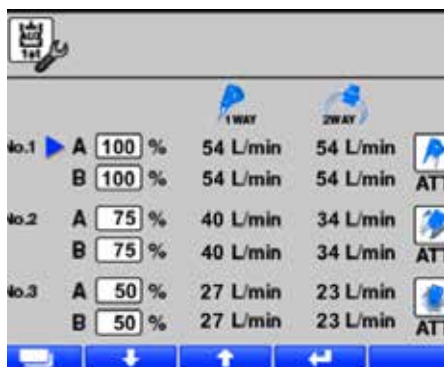 AUX
1st
1WAY 2WAY
No.1 A 100 % 54 L/min 54 L/min
B 100 % 54 L/min 54 L/min ATT
No.2 A 75 % 40 L/min 34 L/min
B 75 % 40 L/min 34 L/min ATT
No.3 A 50 % 27 L/min 23 L/min
B 50 % 27 L/min 23 L/min ATT